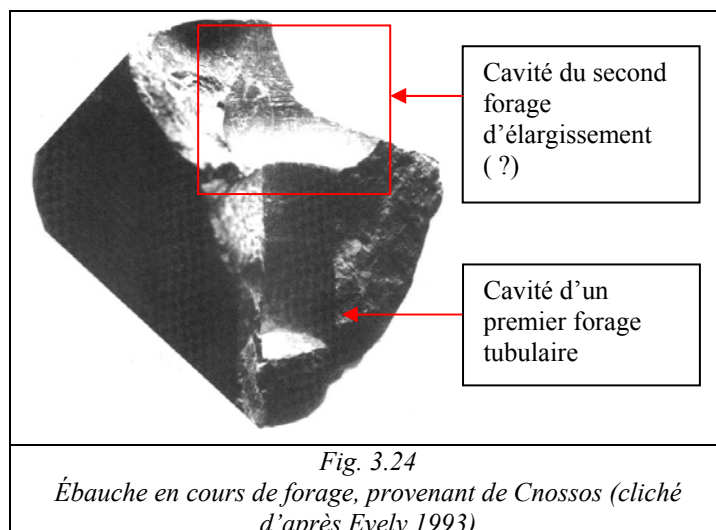 Cavité du second
forage
d'élargissement
( ?)
Cavité d'un
premier forage
tubulaire
Fig. 3.24
Ébauche en cours de forage, provenant de Cnossos (cliché
d'après Evely 1993)